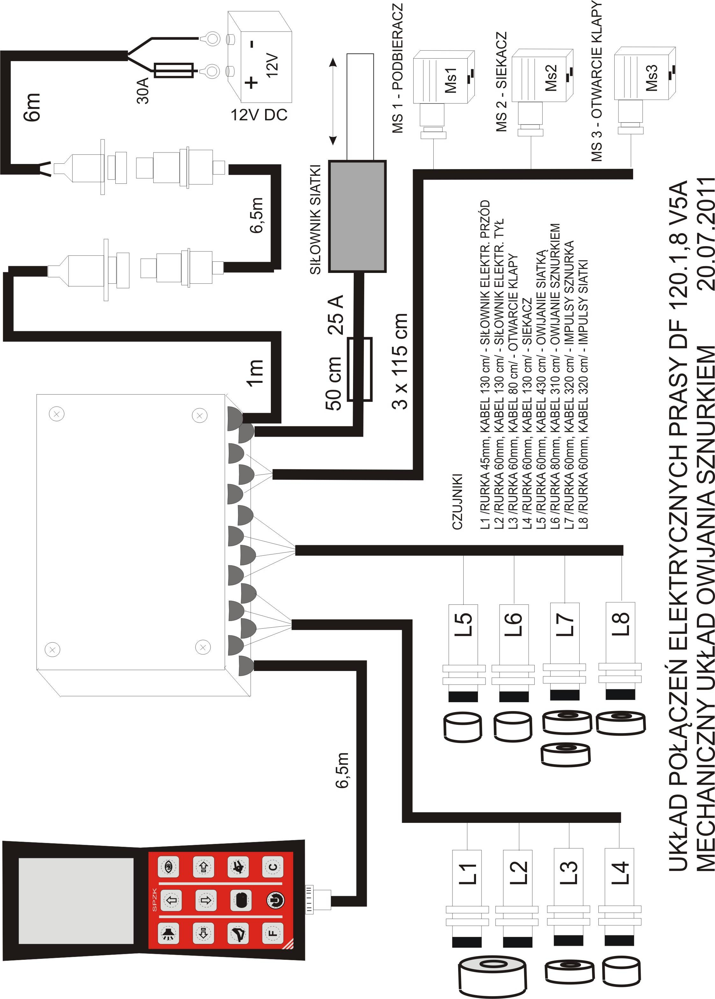 6m
30A
+
-
12V
12V DC
6,5m
1m
SIŁOWNIK SIATKI
50 cm
25 A
3 x 115 cm
MS 1 - PODBIERACZ
Ms1
MS 2 - SIEKACZ
Ms2
MS 3 - OTWARCIE KLAPY
Ms3
CZUJNIKI
L1 /RURKA 45mm, KABEL 130 cm/ - SIŁOWNIK ELEKTR. PRZÓD
L2 /RURKA 60mm, KABEL 130 cm/ - SIŁOWNIK ELEKTR. TYŁ
L3 /RURKA 60mm, KABEL 80 cm/ - OTWARCIE KLAPY
L4 /RURKA 60mm, KABEL 130 cm/ - SIEKACZ
L5 /RURKA 60mm, KABEL 430 cm/ - OWIJANIE SIATKĄ
L6 /RURKA 80mm, KABEL 310 cm/ - OWIJANIE SZNURKIEM
L7 /RURKA 60mm, KABEL 320 cm/ - IMPULSY SZNURKA
L8 /RURKA 60mm, KABEL 320 cm/ - IMPULSY SIATKI
SPZK
C
F
6,5m
L5
L6
L7
L8
L1
L2
L3
L4
UKŁAD POŁĄCZEŃ ELEKTRYCZNYCH PRASY DF 120.1,8 V5A
MECHANICZNY UKŁAD OWIJANIA SZNURKIEM 20.07.2011